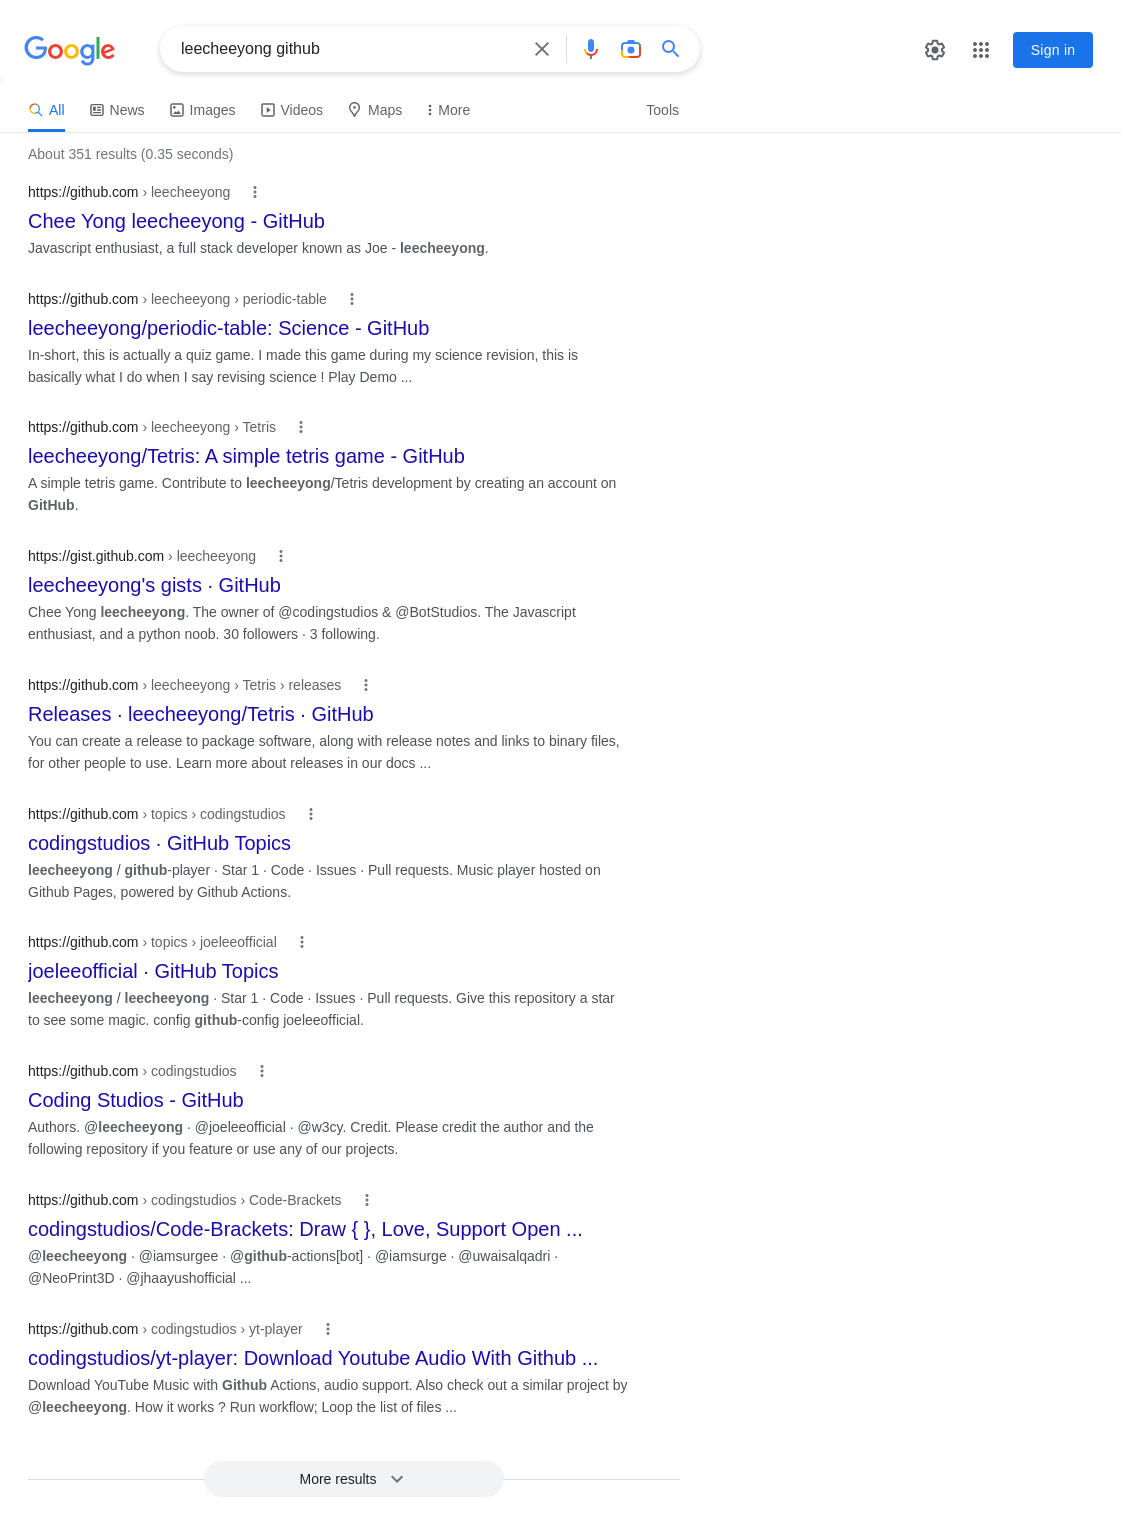 Google
leecheeyong github
Sign in
All News Images Videos Maps More Tools
About 351 results (0.35 seconds)
https://github.com › leecheeyong
Chee Yong leecheeyong - GitHub
Javascript enthusiast, a full stack developer known as Joe - leecheeyong.
https://github.com › leecheeyong › periodic-table
leecheeyong/periodic-table: Science - GitHub
In-short, this is actually a quiz game. I made this game during my science revision, this is
basically what I do when I say revising science ! Play Demo ...
https://github.com › leecheeyong › Tetris
leecheeyong/Tetris: A simple tetris game - GitHub
A simple tetris game. Contribute to leecheeyong/Tetris development by creating an account on
GitHub.
https://gist.github.com › leecheeyong
leecheeyong's gists · GitHub
Chee Yong leecheeyong. The owner of @codingstudios & @BotStudios. The Javascript
enthusiast, and a python noob. 30 followers · 3 following.
https://github.com › leecheeyong › Tetris › releases
Releases · leecheeyong/Tetris · GitHub
You can create a release to package software, along with release notes and links to binary files,
for other people to use. Learn more about releases in our docs ...
https://github.com › topics › codingstudios
codingstudios · GitHub Topics
leecheeyong / github-player · Star 1 · Code · Issues · Pull requests. Music player hosted on
Github Pages, powered by Github Actions.
https://github.com › topics › joeleeofficial
joeleeofficial · GitHub Topics
leecheeyong / leecheeyong · Star 1 · Code · Issues · Pull requests. Give this repository a star
to see some magic. config github-config joeleeofficial.
https://github.com › codingstudios
Coding Studios - GitHub
Authors. @leecheeyong · @joeleeofficial · @w3cy. Credit. Please credit the author and the
following repository if you feature or use any of our projects.
https://github.com › codingstudios › Code-Brackets
codingstudios/Code-Brackets: Draw { }, Love, Support Open ...
@leecheeyong · @iamsurgee · @github-actions[bot] · @iamsurge · @uwaisalqadri ·
@NeoPrint3D · @jhaayushofficial ...
https://github.com › codingstudios › yt-player
codingstudios/yt-player: Download Youtube Audio With Github ...
Download YouTube Music with Github Actions, audio support. Also check out a similar project by
@leecheeyong. How it works ? Run workflow; Loop the list of files ...
More results